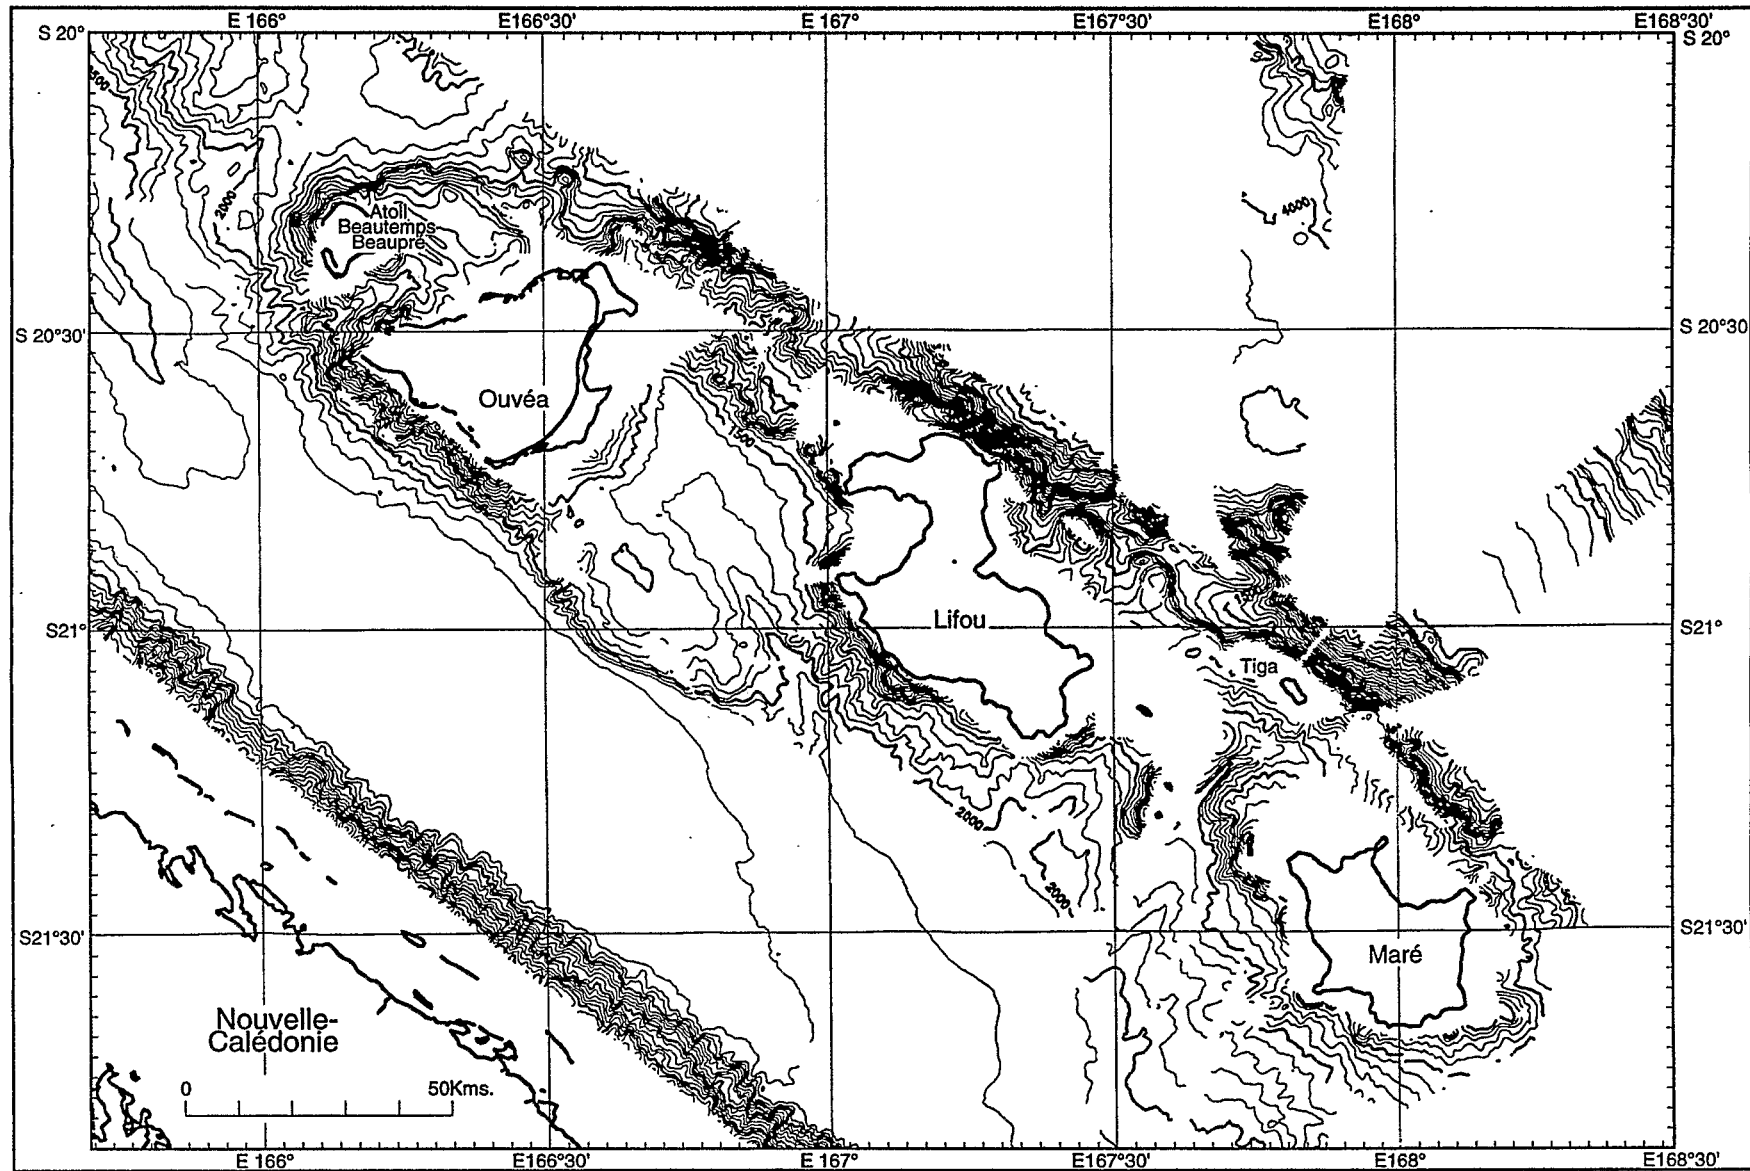 E 166°
E166°30'
E 167°
E167°30'
E168°
E168°30'
S 20°
S 20°
3500
2000
Atoll
Beautemps
Beaupré
4000
S 20°30'
S 20°30
Ouvéa
1500
Lifou
S21°
S21°
Tiga
2000
2000
S21°30'
S21°30'
Maré
Nouvelle-
Calédonie
0
50Kms.
E 166°
E166°30'
E 167°
E167°30'
E168°
E168°30'